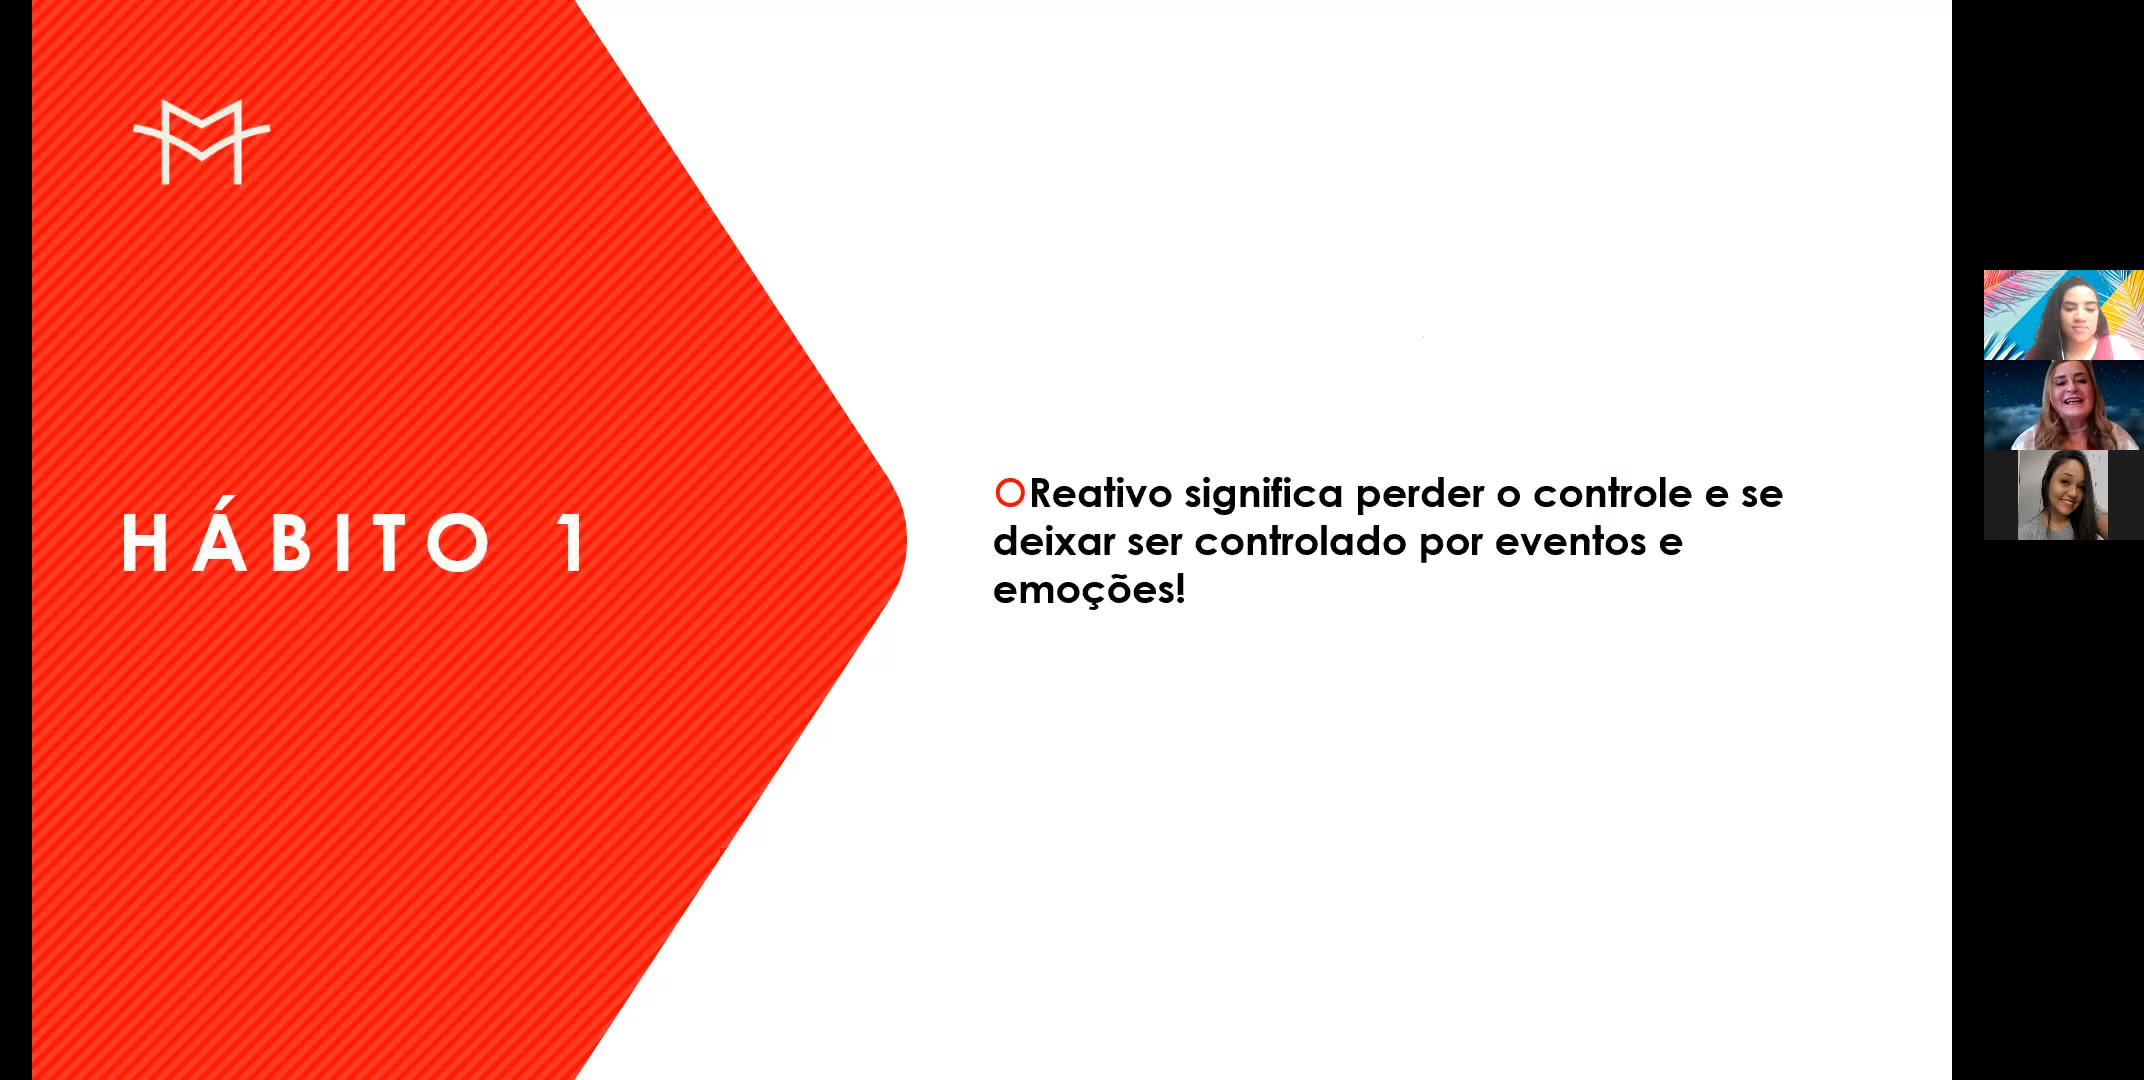 HÁBITO 1
Reativo significa perder o controle e se
deixar ser controlado por eventos e
emoções!